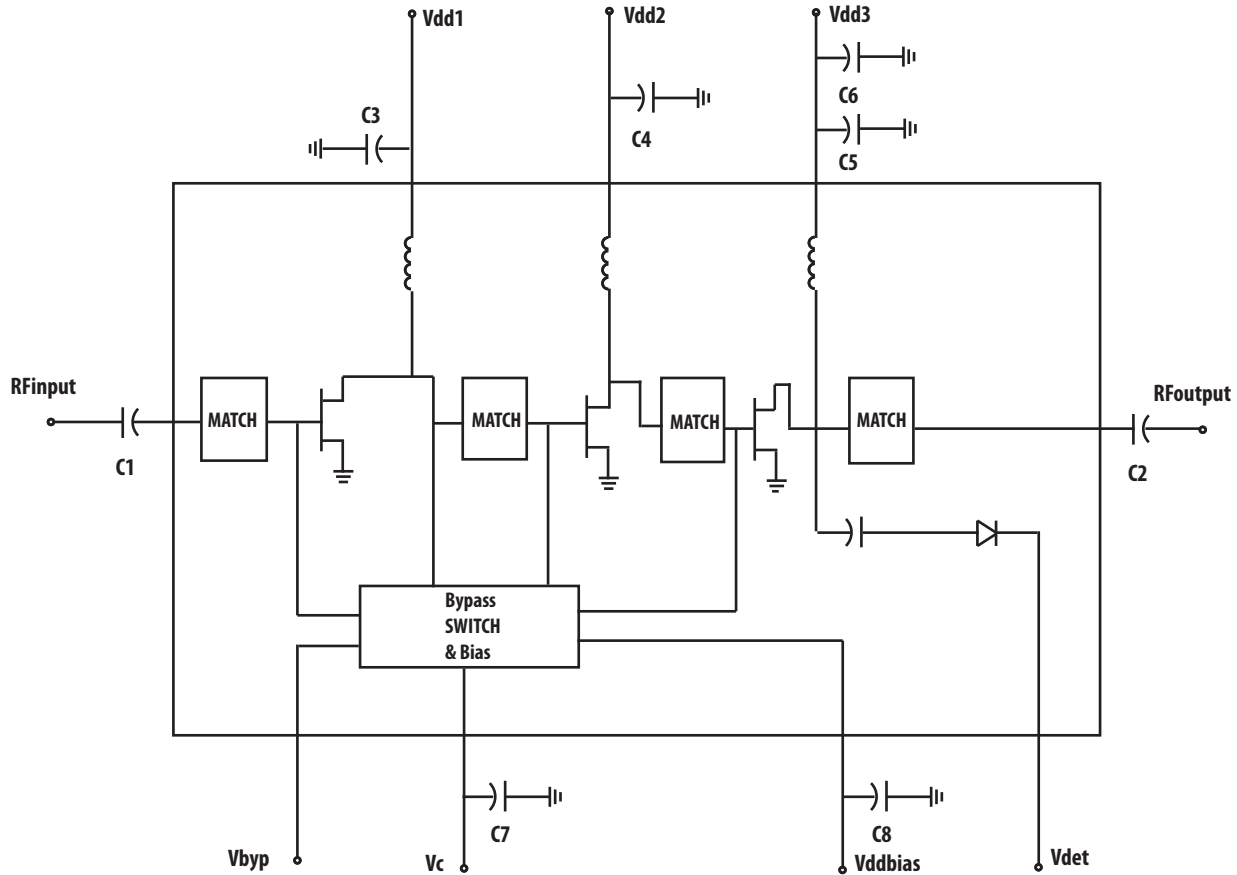 Vdd1
Vdd2
Vdd3
C6
C3
C4
C5
RFinput
RFoutput
MATCH
MATCH
MATCH
MATCH
C1
C2
Bypass
SWITCH
& Bias
C7
C8
Vbyp
Vc
Vddbias
Vdet